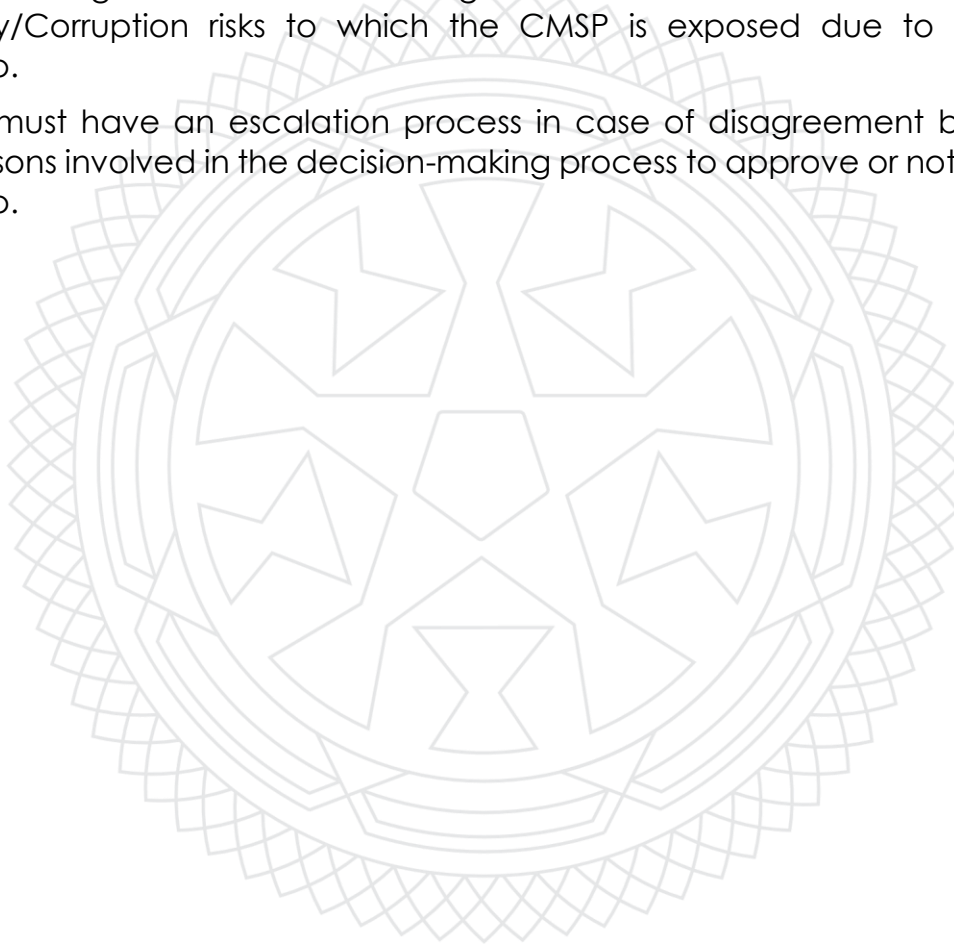 y/Corruption risks to which the CMSP is exposed due to
must have an escalation process in case of disagreement b
sons involved in the decision-making process to approve or not